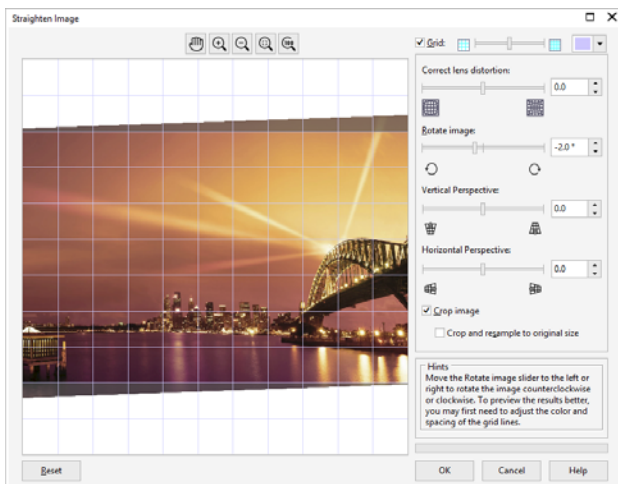 Straighten Image
Grid:
Correct lens distortion:
0.0
Rotate image:
-2.0 °
Vertical Perspective:
0.0
Horizontal Perspective:
0.0
Crop image
Crop and resample to original size
Hints
Move the Rotate image slider to the left or
right to rotate the image counterclockwise
or clockwise. To preview the results better,
you may first need to adjust the color and
spacing of the grid lines.
Reset
OK
Cancel
Help